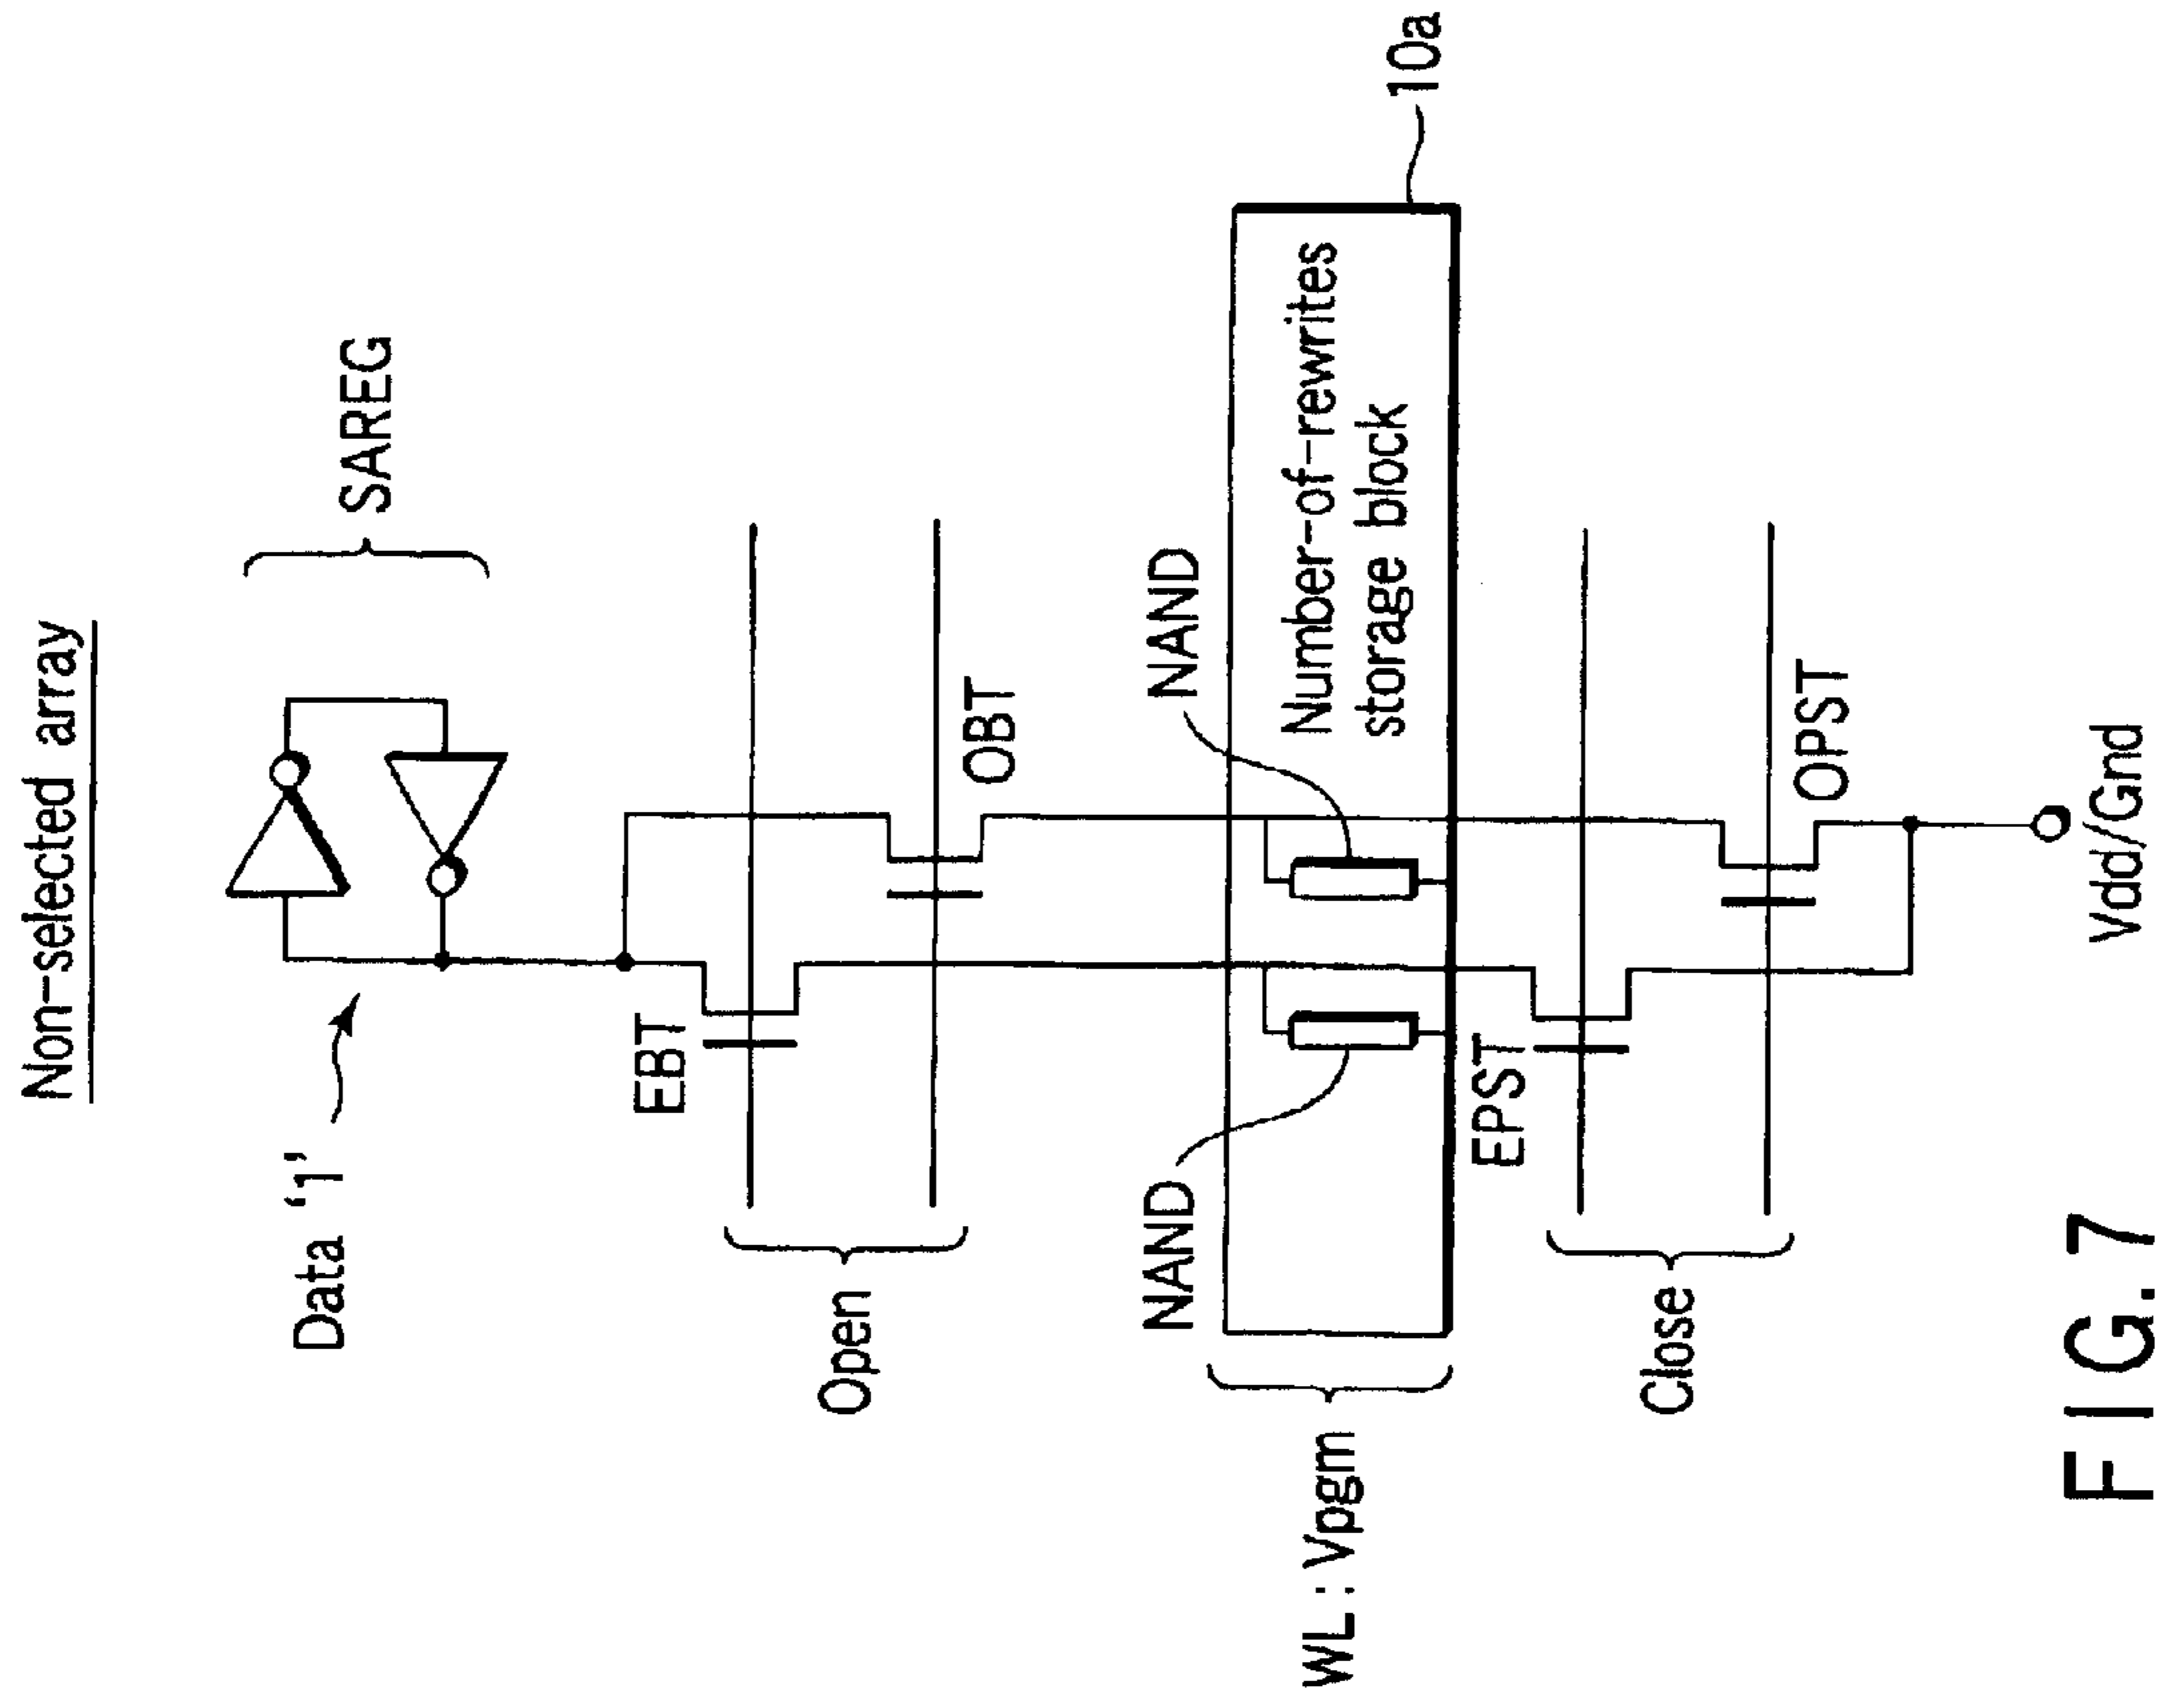 Non-selected array
SAREG
Data '1'
EBT
OBT
Open
NAND
NAND
Number-of-rewrites
storage block
10a
WL : Vpgm
EPST
OPST
Close
Vdd/Gnd
FIG. 7